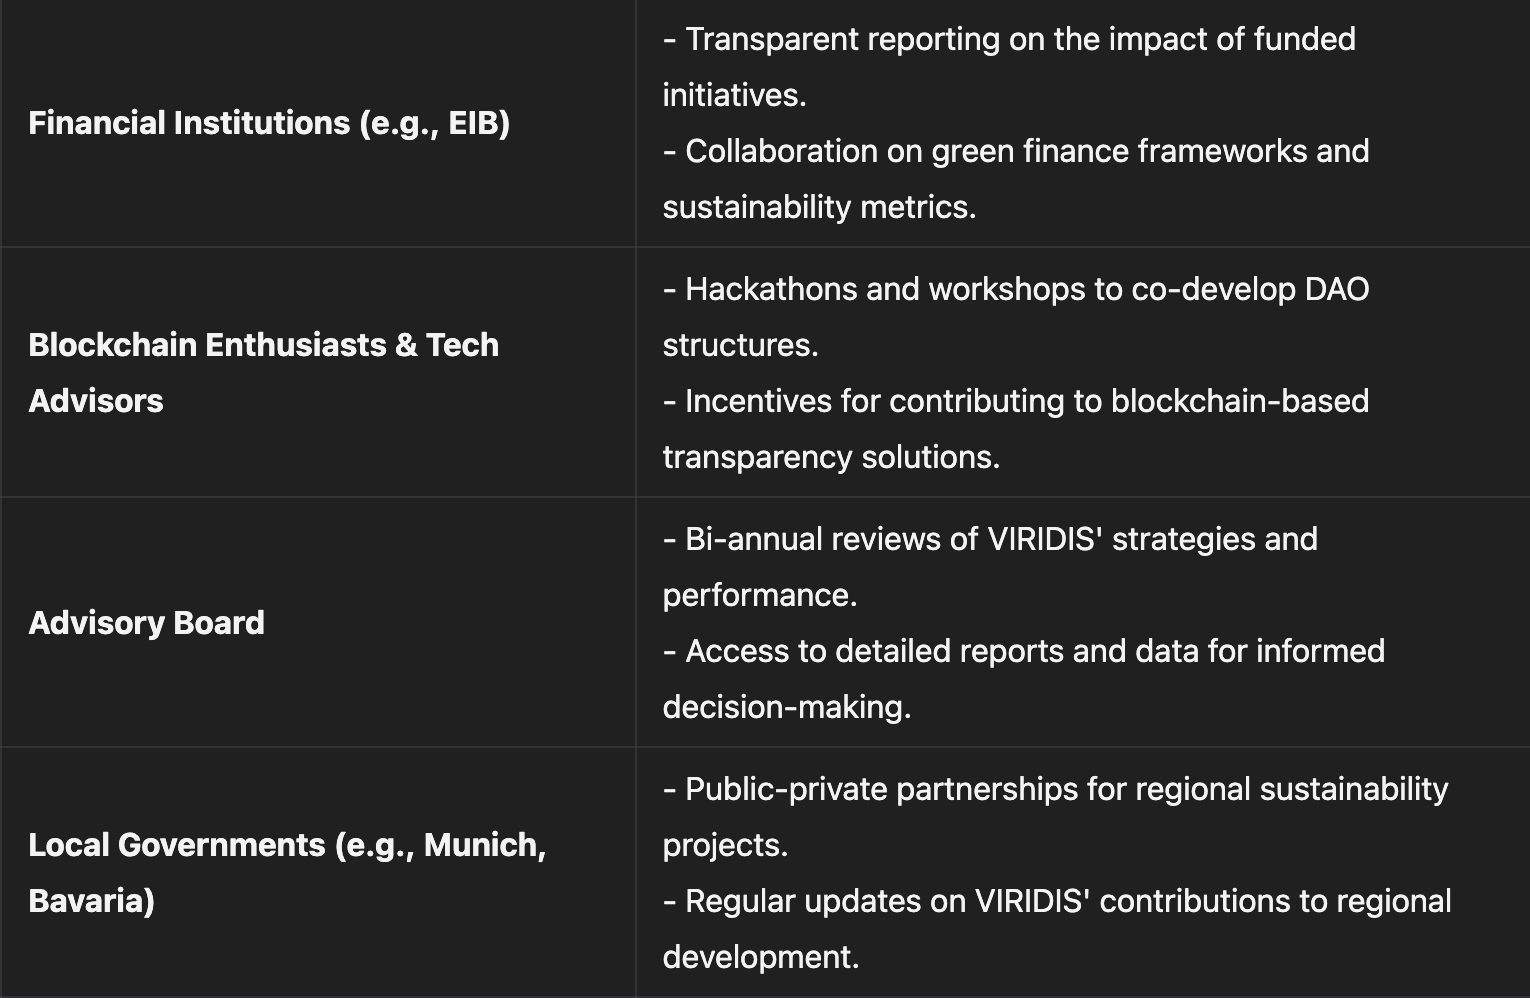 Financial Institutions (e.g., EIB)
- Transparent reporting on the impact of funded
initiatives.
- Collaboration on green finance frameworks and
sustainability metrics.
Blockchain Enthusiasts & Tech
Advisors
- Hackathons and workshops to co-develop DAO
structures.
- Incentives for contributing to blockchain-based
transparency solutions.
Advisory Board
- Bi-annual reviews of VIRIDIS' strategies and
performance.
- Access to detailed reports and data for informed
decision-making.
Local Governments (e.g., Munich,
Bavaria)
- Public-private partnerships for regional sustainability
projects.
- Regular updates on VIRIDIS' contributions to regional
development.